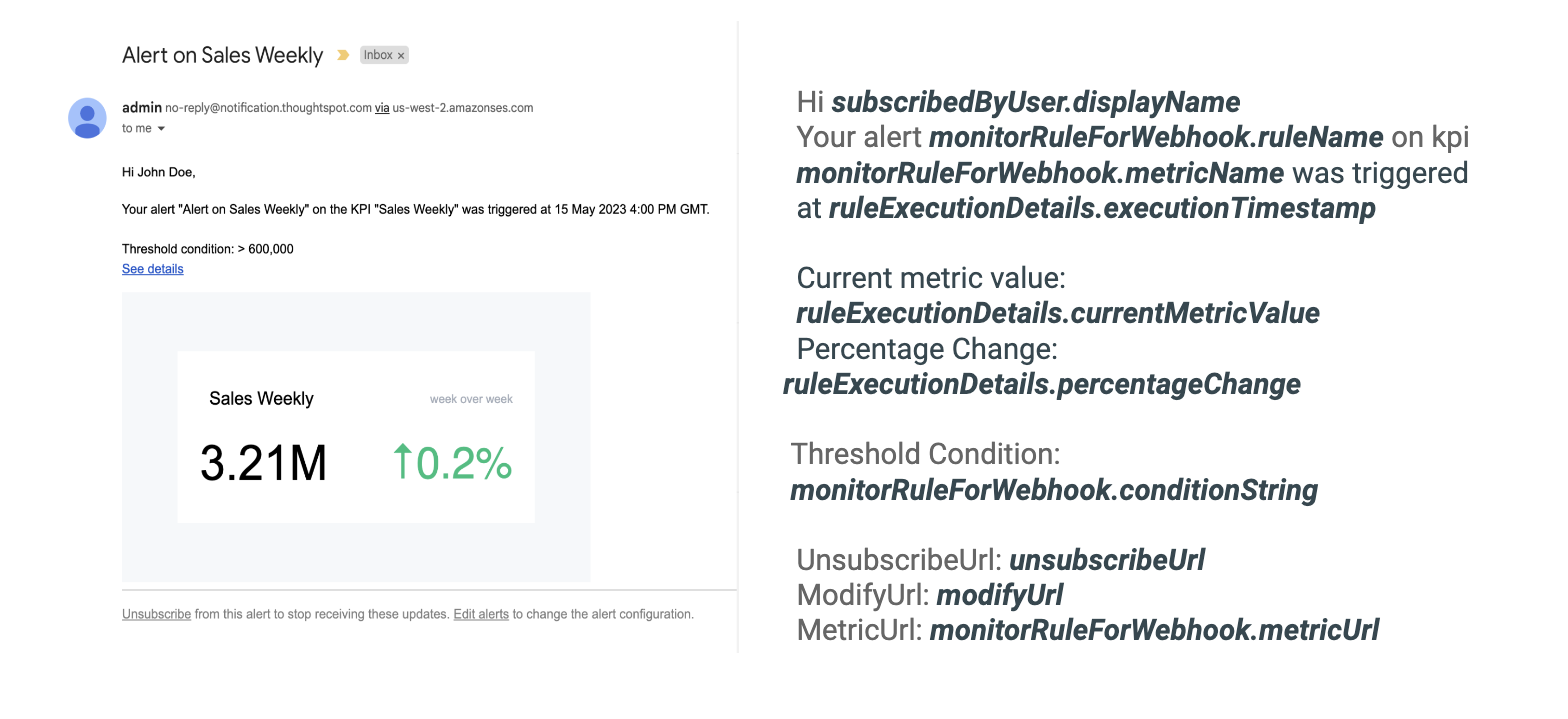 Alert on Sales Weekly
Inbox ×
admin no-reply@notification.thoughtspot.com via us-west-2.amazonses.com
to me
Hi John Doe,
Your alert "Alert on Sales Weekly" on the KPI "Sales Weekly" was triggered at 15 May 2023 4:00 PM GMT.
Threshold condition: > 600,000
See details
Sales Weekly
week over week
3.21M
↑0.2%
Unsubscribe from this alert to stop receiving these updates. Edit alerts to change the alert configuration.
Hi subscribedByUser.displayName
Your alert monitorRuleForWebhook.ruleName on kpi
monitorRuleForWebhook.metricName was triggered
at ruleExecutionDetails.executionTimestamp
Current metric value:
ruleExecutionDetails.currentMetricValue
Percentage Change:
ruleExecutionDetails.percentageChange
Threshold Condition:
monitorRuleForWebhook.conditionString
UnsubscribeUrl: unsubscribeUrl
ModifyUrl: modifyUrl
MetricUrl: monitorRuleForWebhook.metricUrl